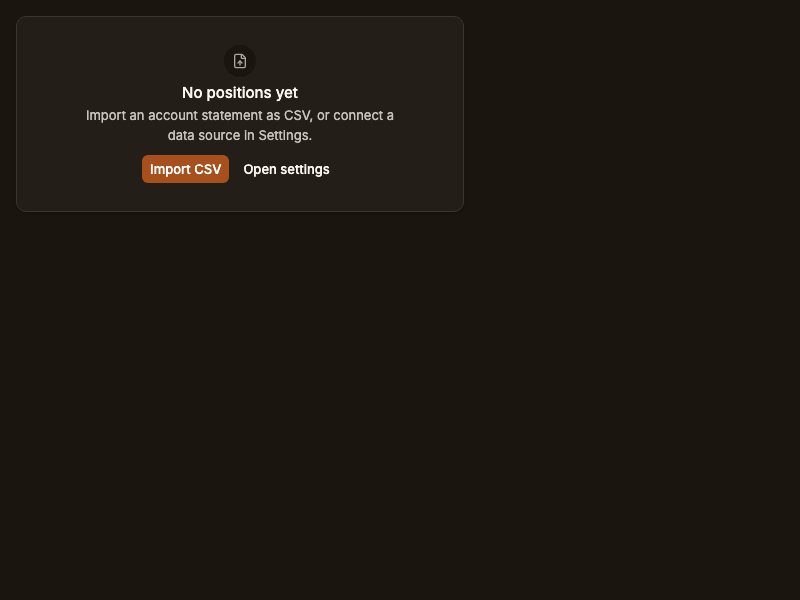 No positions yet
Import an account statement as CSV, or connect a
data source in Settings.
Import CSV
Open settings